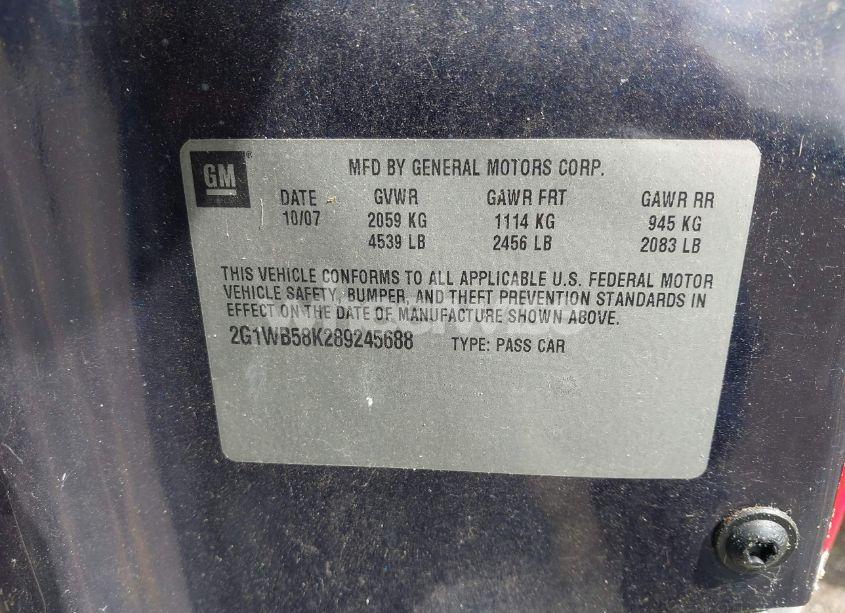 GM ® MFD BY GENERAL MOTORS CORP.
DATE GVWR GAWR FRT GAWR RR
10/07 2059 KG 1114 KG 945 KG
4539 LB 2456 LB 2083 LB
THIS VEHICLE CONFORMS TO ALL APPLICABLE U.S. FEDERAL MOTOR
VEHICLE SAFETY, BUMPER, AND THEFT PREVENTION STANDARDS IN
EFFECT ON THE DATE OF MANUFACTURE SHOWN ABOVE.
2G1WB58K289245688 TYPE: PASS CAR